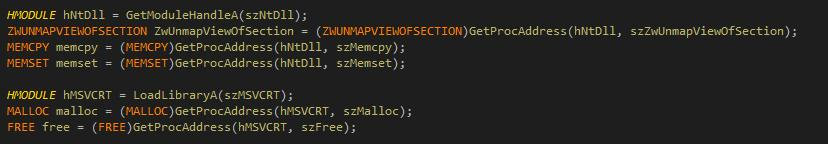 HMODULE hNtDll = GetModuleHandleA(szNtDll);
ZWUNMAPVIEWOFSECTION ZwUnmapViewOfSection = (ZWUNMAPVIEWOFSECTION)GetProcAddress(hNtDll, szZwUnmapViewOfSection);
MEMCPY memcpy = (MEMCPY)GetProcAddress(hNtDll, szMemcpy);
MEMSET memset = (MEMSET)GetProcAddress(hNtDll, szMemset);
HMODULE hMSVCRT = LoadLibraryA(szMSVCRT);
MALLOC malloc = (MALLOC)GetProcAddress(hMSVCRT, szMalloc);
FREE free = (FREE)GetProcAddress(hMSVCRT, szFree);